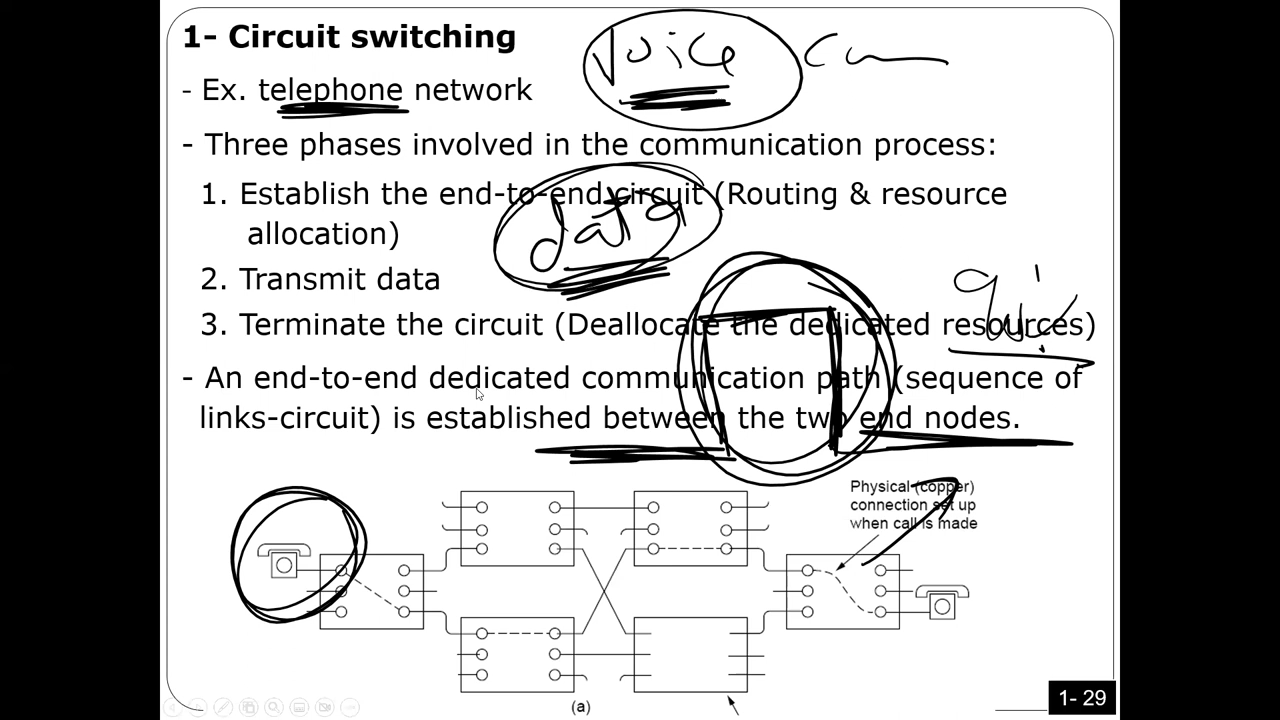 1- Circuit switching
voice
- Ex. telephone network
- Three phases involved in the communication process:
1. Establish the end-to-end circuit (Routing & resource
allocation)
data
2. Transmit data
3. Terminate the circuit (Deallocate the dedicated resources)
- An end-to-end dedicated communication path (sequence of
links-circuit) is established between the two end nodes.
Physical (copper)
connection set up
when call is made
(a)
1- 29